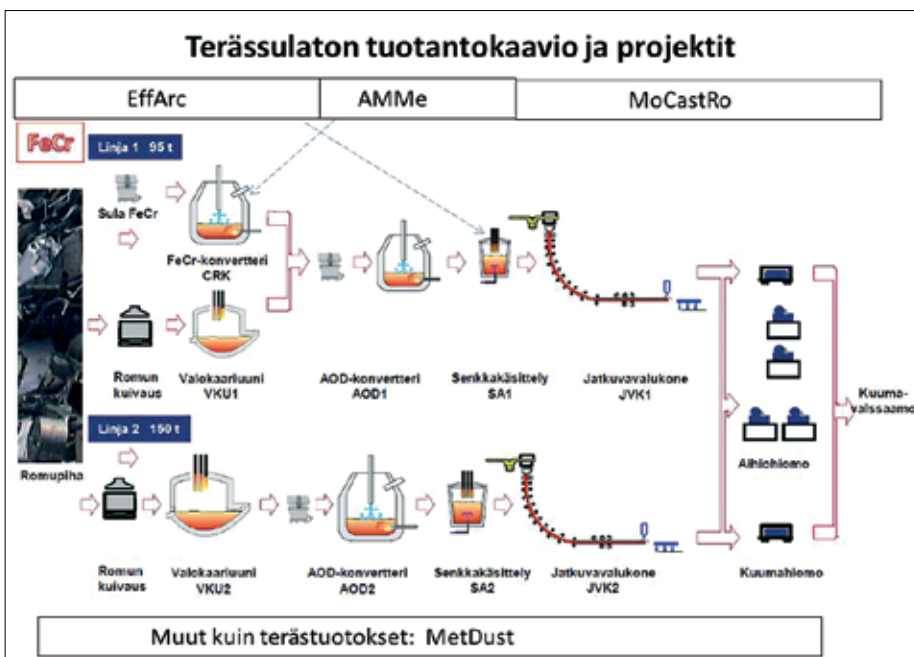 Terässulaton tuotantokaavio ja projektit
EffArc
AMMe
MoCastRo
FeCr
Linja 1 95 t
Sula FeCr
FeCr-konvertteri
CRK
Romun
kuivaus
Valokaariuuni
VKU1
AOD-konvertteri
AOD1
Senkkakäsittely
SA1
Jatkuvavalukone
JVK1
Kuuma-
valssaamo
Linja 2 150 t
Romupiha
Aihiohiomo
Romun
kuivaus
Valokaariuuni
VKU2
AOD-konvertteri
AOD2
Senkkakäsittely
SA2
Jatkuvavalukone
JVK2
Kuumahiomo
Muut kuin terästuotokset: MetDust